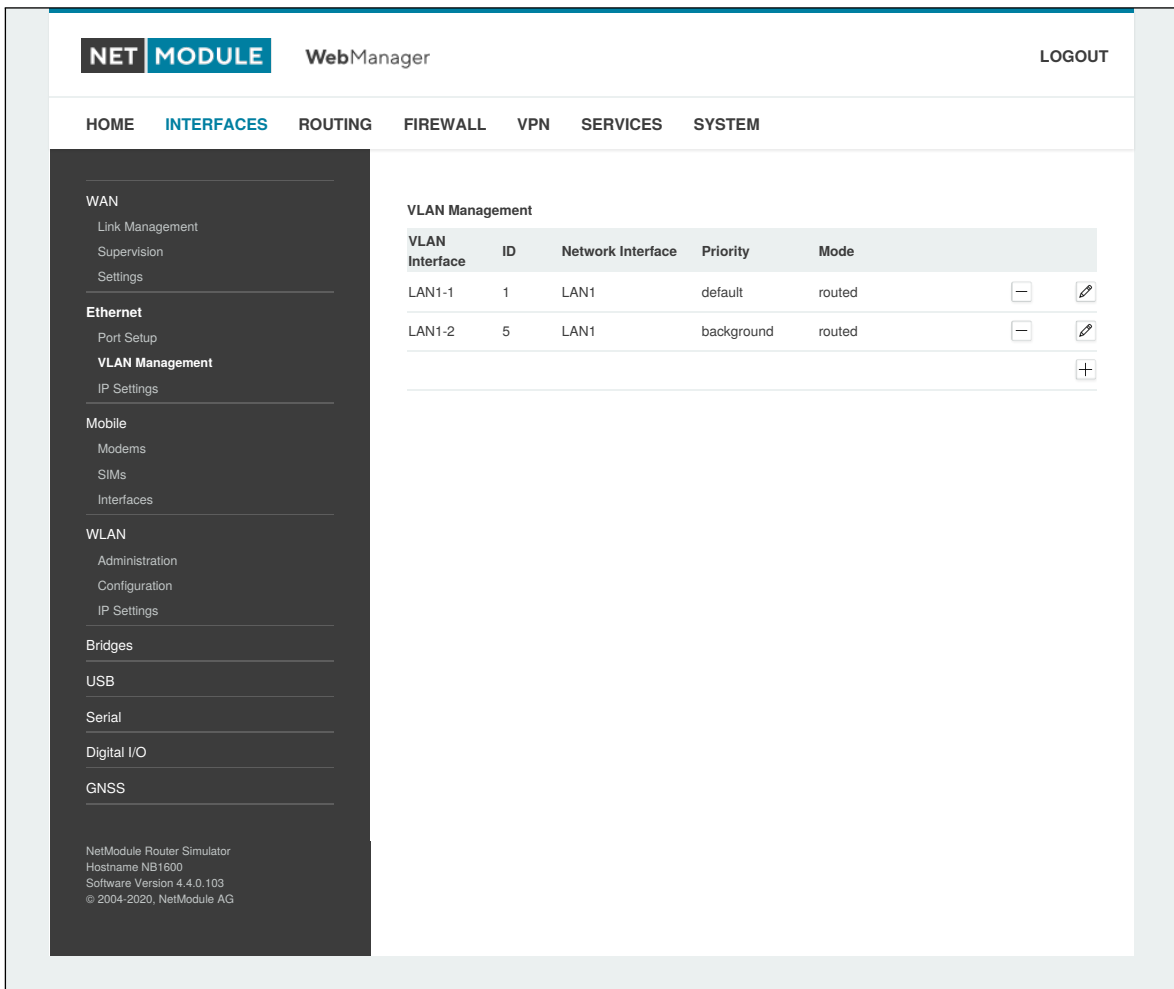 NET MODULE WebManager LOGOUT
HOME INTERFACES ROUTING FIREWALL VPN SERVICES SYSTEM
WAN
Link Management
Supervision
Settings
Ethernet
Port Setup
VLAN Management
IP Settings
Mobile
Modems
SIMs
Interfaces
WLAN
Administration
Configuration
IP Settings
Bridges
USB
Serial
Digital I/O
GNSS
NetModule Router Simulator
Hostname NB1600
Software Version 4.4.0.103
© 2004-2020, NetModule AG
VLAN Management
VLAN Interface ID Network Interface Priority Mode
LAN1-1 1 LAN1 default routed
LAN1-2 5 LAN1 background routed